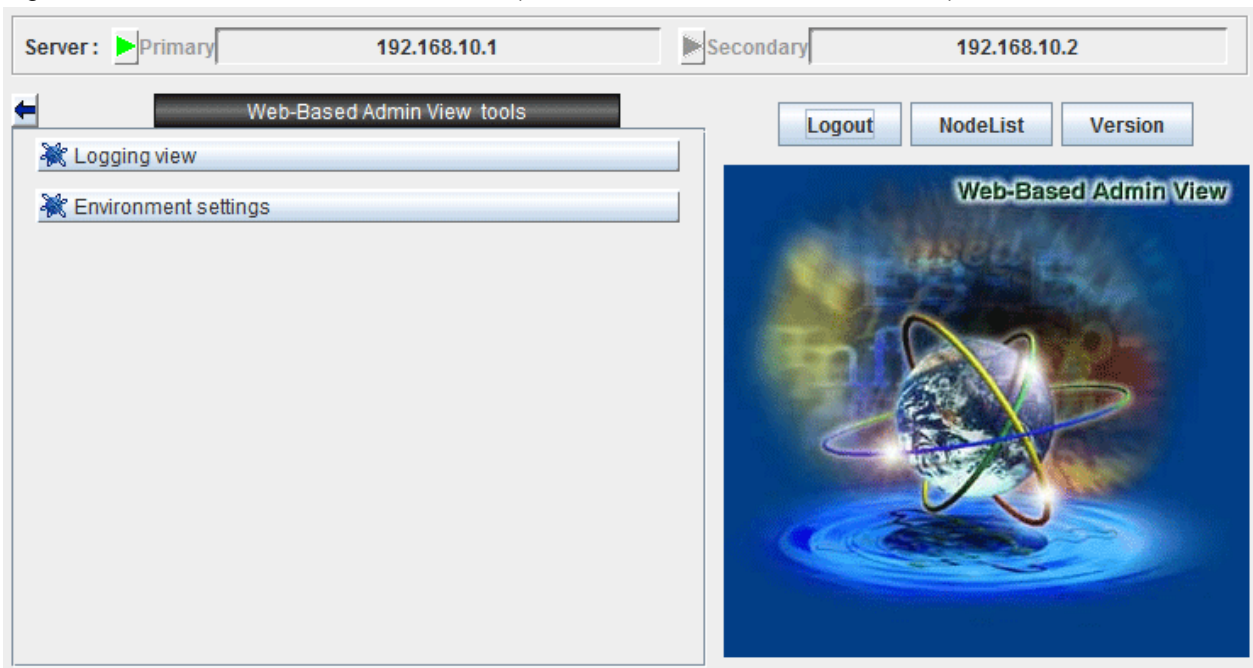 Server : Primary 192.168.10.1 Secondary 192.168.10.2
Web-Based Admin View tools
Logout NodeList Version
Logging view
Environment settings
Web-Based Admin View